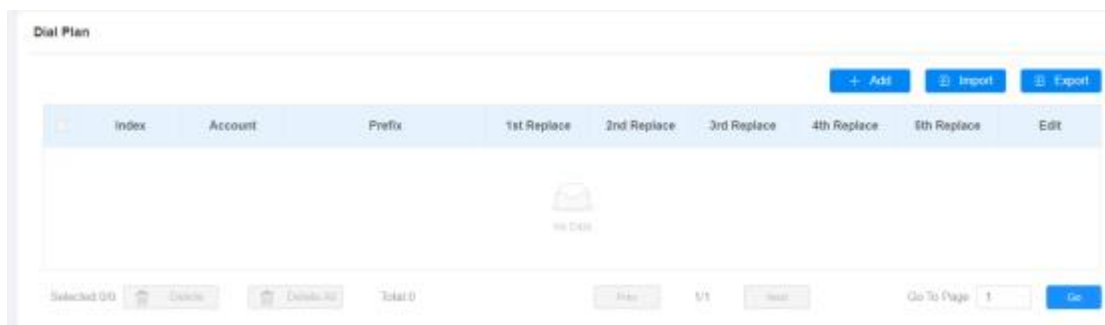 Dial Plan
+ Add Import Export
Index Account Prefix 1st Replace 2nd Replace 3rd Replace 4th Replace 5th Replace Edit
No Data
Selected:0/0 Delete Delete All Total:0 Prev 1/1 Next Go To Page 1 Go